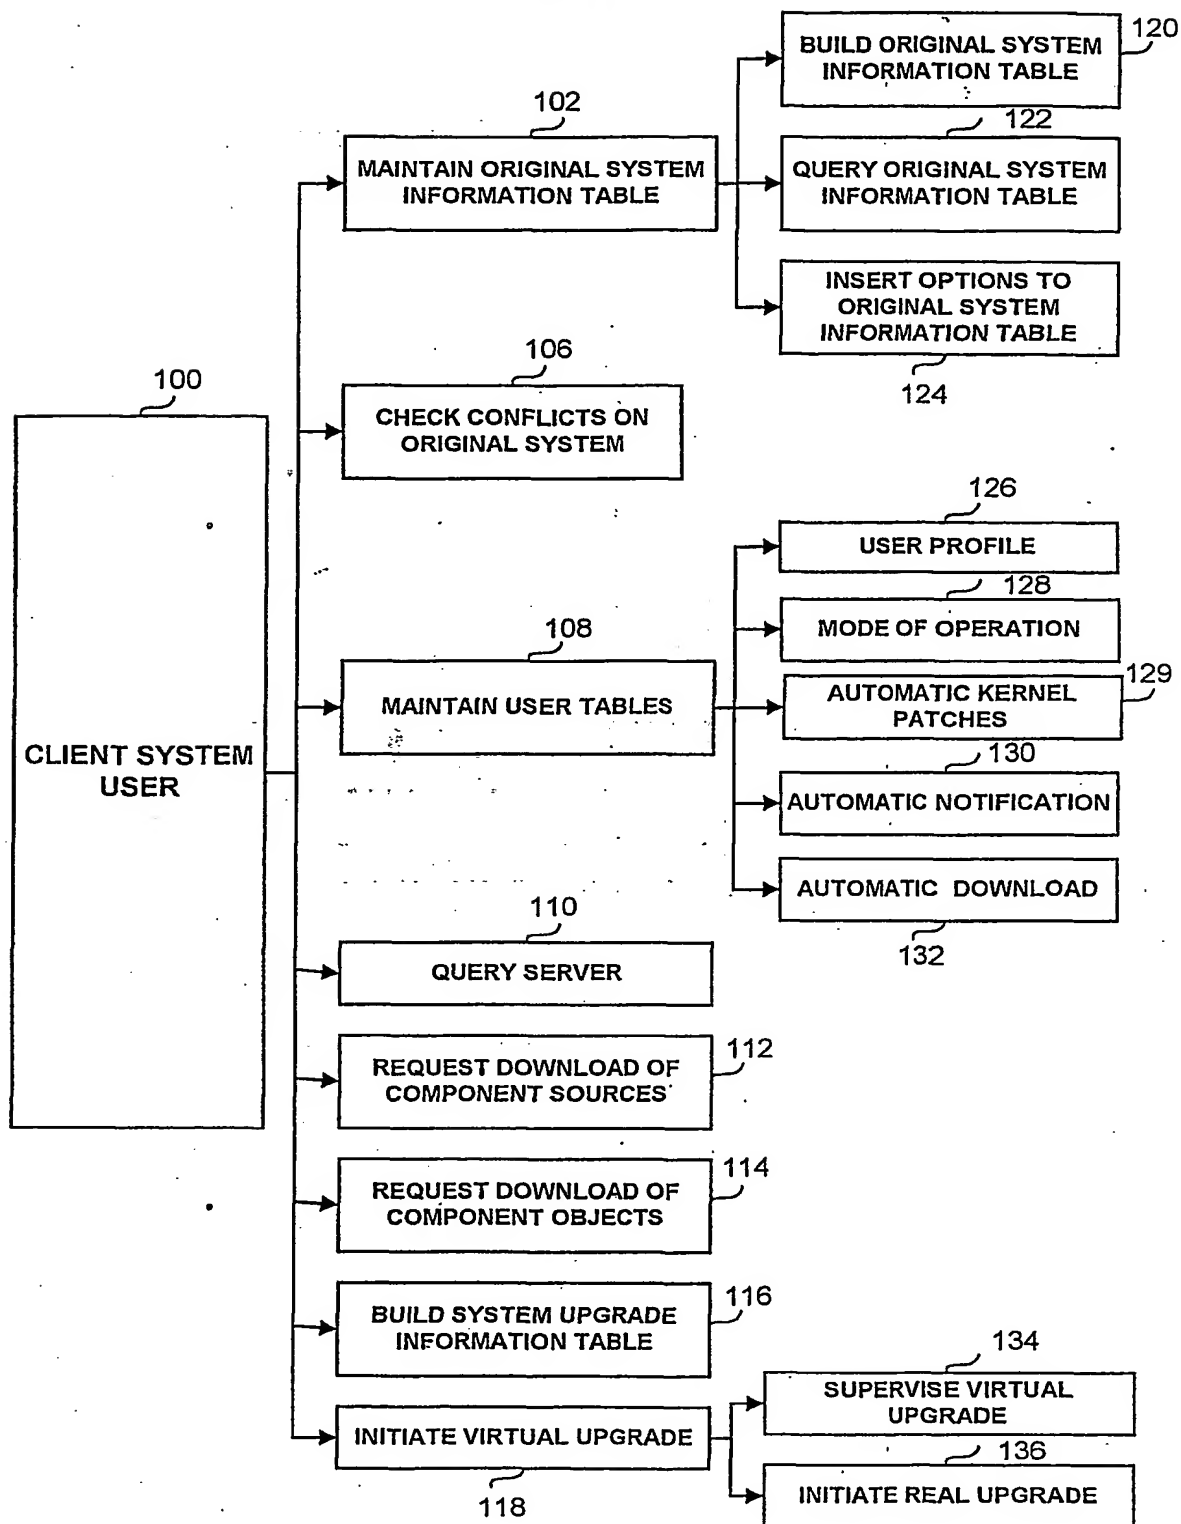 BUILD ORIGINAL SYSTEM
INFORMATION TABLE
120
102
MAINTAIN ORIGINAL SYSTEM
INFORMATION TABLE
122
QUERY ORIGINAL SYSTEM
INFORMATION TABLE
INSERT OPTIONS TO
ORIGINAL SYSTEM
INFORMATION TABLE
124
106
CHECK CONFLICTS ON
ORIGINAL SYSTEM
100
CLIENT SYSTEM
USER
126
USER PROFILE
128
MODE OF OPERATION
108
MAINTAIN USER TABLES
129
AUTOMATIC KERNEL
PATCHES
130
AUTOMATIC NOTIFICATION
AUTOMATIC DOWNLOAD
132
110
QUERY SERVER
REQUEST DOWNLOAD OF
COMPONENT SOURCES
112
REQUEST DOWNLOAD OF
COMPONENT OBJECTS
114
BUILD SYSTEM UPGRADE
INFORMATION TABLE
116
INITIATE VIRTUAL UPGRADE
118
134
SUPERVISE VIRTUAL
UPGRADE
136
INITIATE REAL UPGRADE